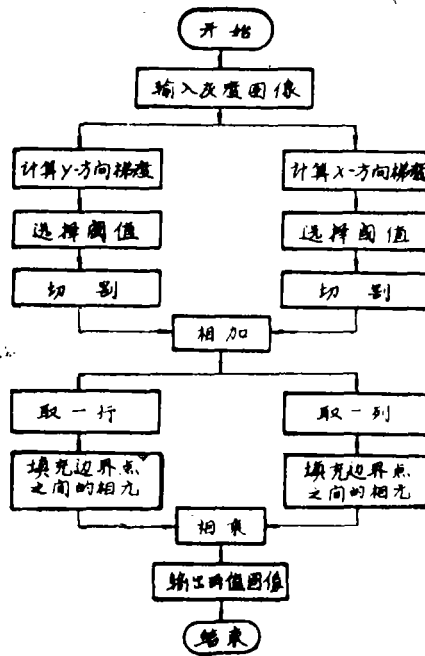 开始
输入灰度图像
计算y-方向梯度
计算x-方向梯度
选择阈值
选择阈值
切割
切割
相加
取一行
取一列
填充边界点
之间的相元
填充边界点
之间的相元
相乘
输出二值图像
结束